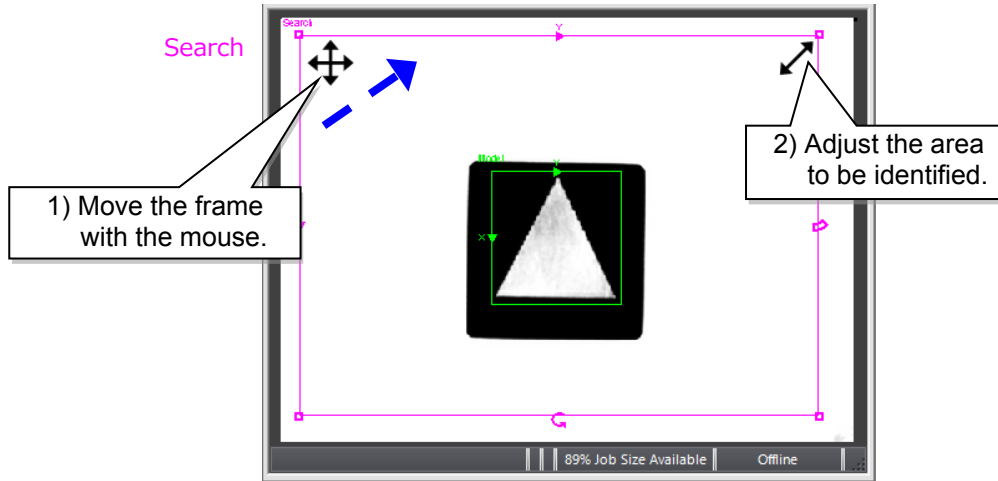 Search
Search
Y
1) Move the frame
with the mouse.
2) Adjust the area
to be identified.
Model
Y
X
89% Job Size Available
Offline